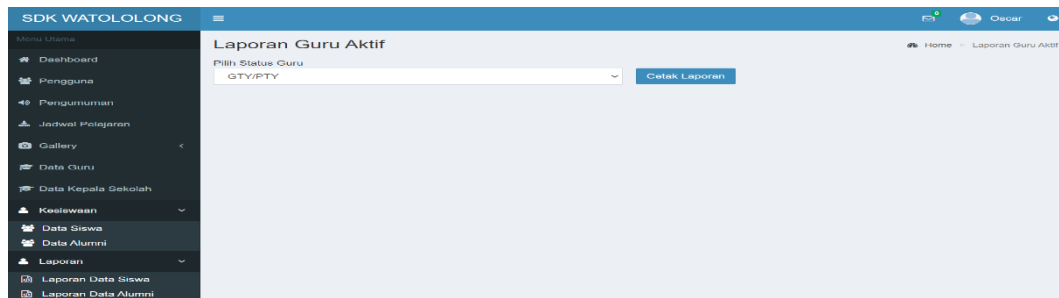 SDK WATOLOLONG
0
Oscar
Menu Utama
Laporan Guru Aktif
Home > Laporan Guru Aktif
Dashboard
Pilih Status Guru
GTY/PTY
Cetak Laporan
Pengguna
Pengumuman
Jadwal Pelajaran
Gallery
Data Guru
Data Kepala Sekolah
Kesiswaan
Data Siswa
Data Alumni
Laporan
Laporan Data Siswa
Laporan Data Alumni